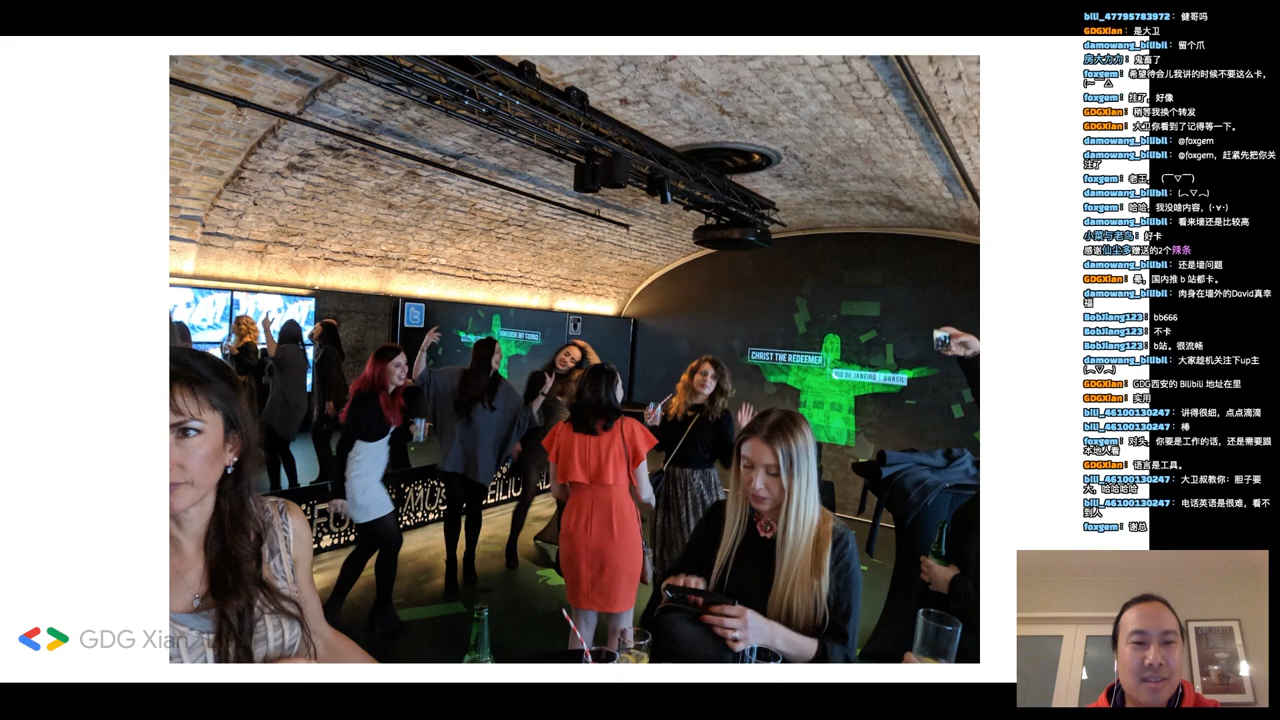 bili_47795783972： 健哥吗
GDGXian： 是大卫
damowang_bilibili： 留个爪
房大力力： 鬼畜了
foxgem： 希望待会儿我讲的时候不要这么卡，
foxgem： 挂了，好像
GDGXian： 稍等我换个转发
GDGXian： 大卫你看到了记得等一下。
damowang_bilibili： @foxgem
damowang_bilibili： @foxgem，赶紧先把你关
注了
foxgem： 老王， (￣▽￣)
damowang_bilibili： (︿▽︿)
foxgem： 哈哈，我没啥内容，(·∀·)
damowang_bilibili： 看来墙还是比较高
小菜与老鸟： 好卡
感谢仙尘多赠送的2个辣条
damowang_bilibili： 还是墙问题
GDGXian： 晕，国内推 b 站都卡。
damowang_bilibili： 肉身在墙外的David真幸
福
BobJiang123： bb666
BobJiang123： 不卡
BobJiang123： b站。很流畅
damowang_bilibili： 大家趁机关注下up主
(︿▽︿)
GDGXian： GDG西安的 Bilibili 地址在里
GDGXian： 实用
bili_46100130247： 讲得很细，点点滴滴
bili_46100130247： 棒
foxgem： 对头，你要是工作的话，还是需要跟
本地人看
GDGXian： 语言是工具。
bili_46100130247： 大卫叔教你：胆子要
大，哈哈哈哈
bili_46100130247： 电话英语是很难，看不
到人
foxgem： 谢总
CHRIST THE REDEEMER
RIO DE JANEIRO | BRASIL
GDG Xian